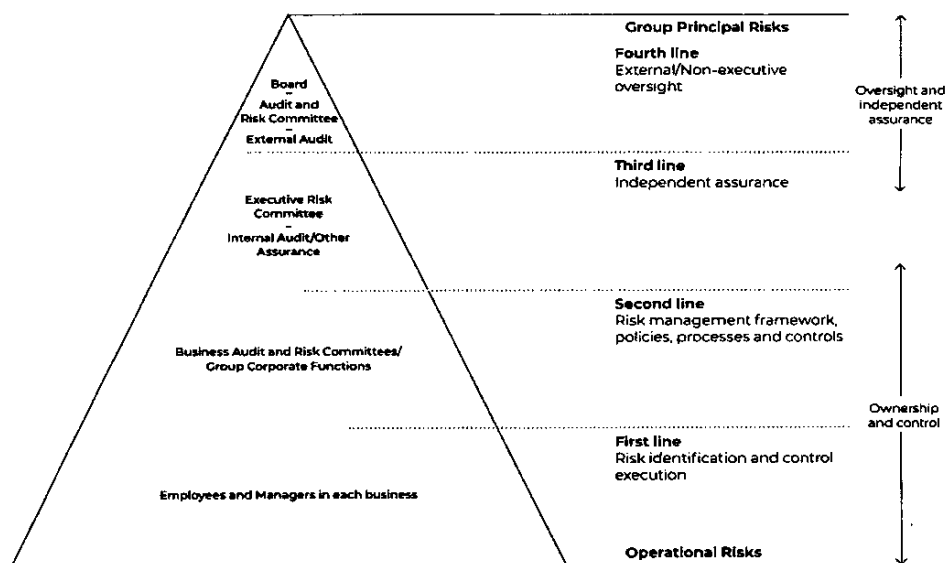 Group Principal Risks
Board
–
Audit and
Risk Committee
–
External Audit
Fourth line
External/Non-executive
oversight
Oversight and
independent
assurance
Executive Risk
Committee
–
Internal Audit/Other
Assurance
Third line
Independent assurance
Business Audit and Risk Committees/
Group Corporate Functions
Second line
Risk management framework,
policies, processes and controls
Ownership
and control
Employees and Managers in each business
First line
Risk identification and control
execution
Operational Risks